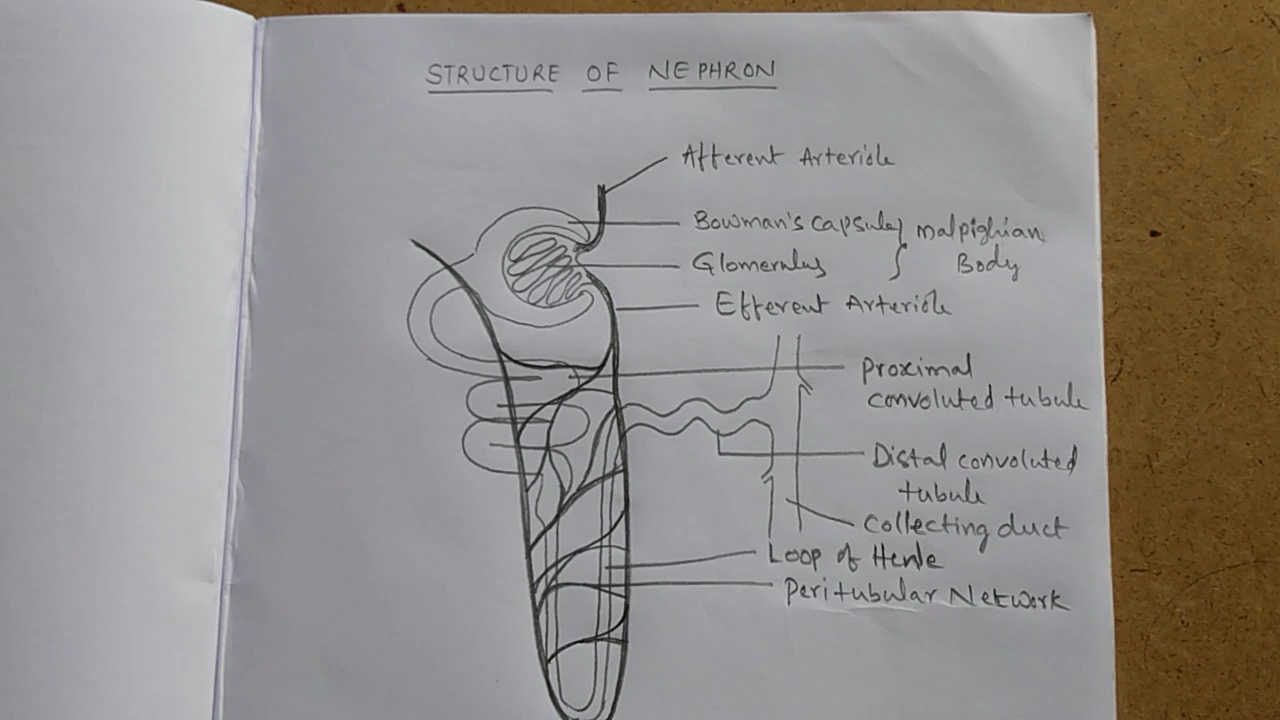 STRUCTURE OF NEPHRON
Afferent Arteriole
Bowman's capsule } Malpighian
Glomerulus } Body
Efferent Arteriole
Proximal
convoluted tubule
Distal convoluted
tubule
Collecting duct
Loop of Henle
Peritubular Network